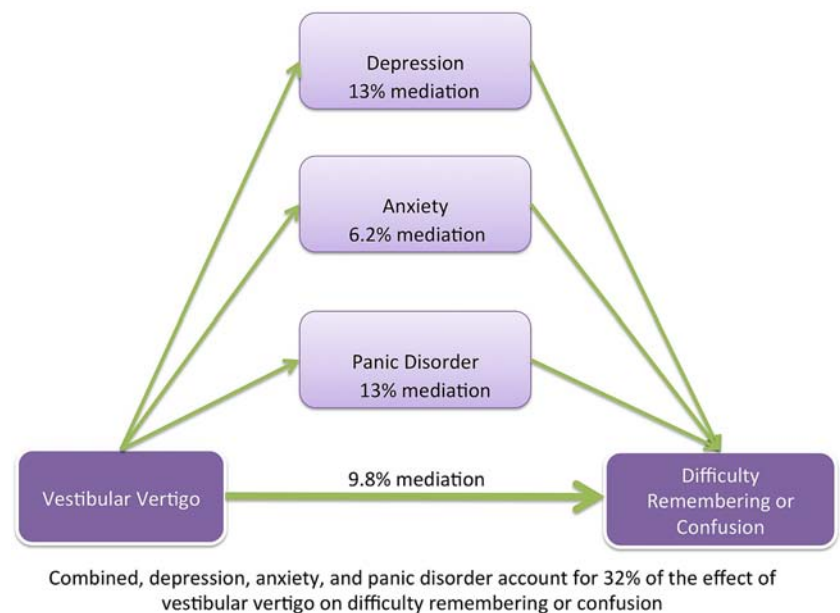 Depression
13% mediation
Anxiety
6.2% mediation
Panic Disorder
13% mediation
Vestibular Vertigo
9.8% mediation
Difficulty
Remembering or
Confusion
Combined, depression, anxiety, and panic disorder account for 32% of the effect of
vestibular vertigo on difficulty remembering or confusion